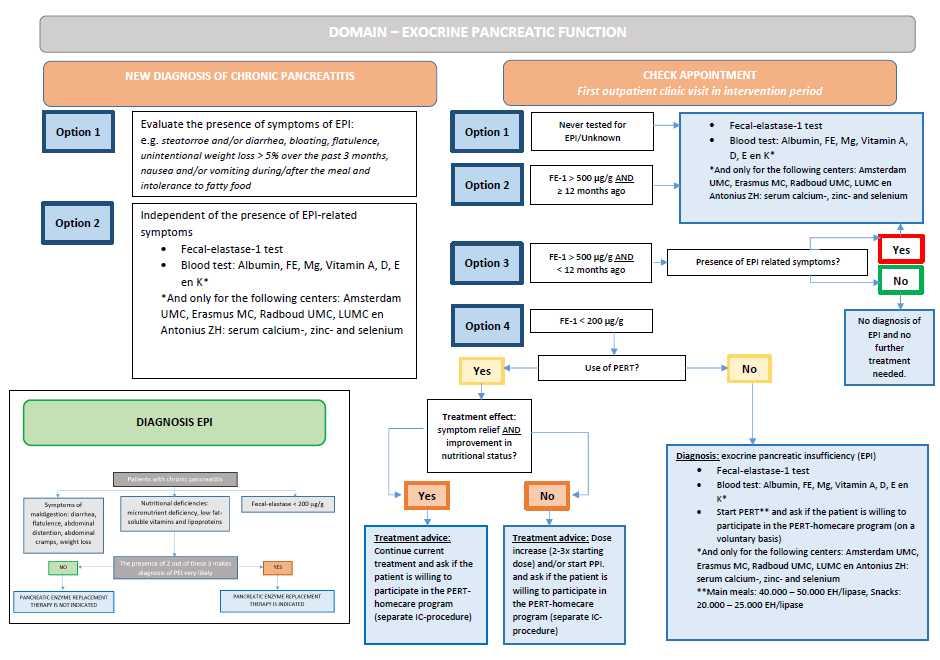 DOMAIN – EXOCRINE PANCREATIC FUNCTION
NEW DIAGNOSIS OF CHRONIC PANCREATITIS
Option 1
Evaluate the presence of symptoms of EPI:
e.g. steatorroe and/or diarrhea, bloating, flatulence,
unintentional weight loss > 5% over the past 3 months,
nausea and/or vomiting during/after the meal and
intolerance to fatty food
Option 2
Independent of the presence of EPI-related
symptoms
• Fecal-elastase-1 test
• Blood test: Albumin, FE, Mg, Vitamin A, D, E
en K*
*And only for the following centers: Amsterdam
UMC, Erasmus MC, Radboud UMC, LUMC en
Antonius ZH: serum calcium-, zinc- and selenium
CHECK APPOINTMENT
First outpatient clinic visit in intervention period
Option 1
Never tested for
EPI/Unknown
Option 2
FE-1 > 500 µg/g AND
≥ 12 months ago
• Fecal-elastase-1 test
• Blood test: Albumin, FE, Mg, Vitamin A,
D, E en K*
*And only for the following centers: Amsterdam
UMC, Erasmus MC, Radboud UMC, LUMC en
Antonius ZH: serum calcium-, zinc- and selenium
Option 3
FE-1 > 500 µg/g AND
< 12 months ago
Presence of EPI related symptoms?
Yes
No
No diagnosis of
EPI and no
further
treatment
needed.
Option 4
FE-1 < 200 µg/g
Use of PERT?
Yes
No
Treatment effect:
symptom relief AND
improvement in
nutritional status?
Yes
No
Treatment advice:
Continue current
treatment and ask if the
patient is willing to
participate in the PERT-
homecare program
(separate IC-procedure)
Treatment advice: Dose
increase (2-3x starting
dose) and/or start PPI.
and ask if the patient is
willing to participate in
the PERT-homecare
program (separate IC-
procedure)
Diagnosis: exocrine pancreatic insufficiency (EPI)
• Fecal-elastase-1 test
• Blood test: Albumin, FE, Mg, Vitamin A, D, E en
K*
• Start PERT** and ask if the patient is willing to
participate in the PERT-homecare program (on a
voluntary basis)
*And only for the following centers: Amsterdam UMC,
Erasmus MC, Radboud UMC, LUMC en Antonius ZH:
serum calcium-, zinc- and selenium
**Main meals: 40.000 – 50.000 EH/lipase, Snacks:
20.000 – 25.000 EH/lipase
DIAGNOSIS EPI
Patients with chronic pancreatitis
Symptoms of
maldigestion: diarrhea,
flatulence, abdominal
distention, abdominal
cramps, weight loss
Nutritional deficiencies:
micronutrient deficiency, low fat-
soluble vitamins and lipoproteins
Fecal-elastase < 200 µg/g
NO
The presence of 2 out of these 3 makes
diagnosis of PEI very likely
YES
PANCREATIC ENZYME REPLACEMENT
THERAPY IS NOT INDICATED
PANCREATIC ENZYME REPLACEMENT
THERAPY IS INDICATED